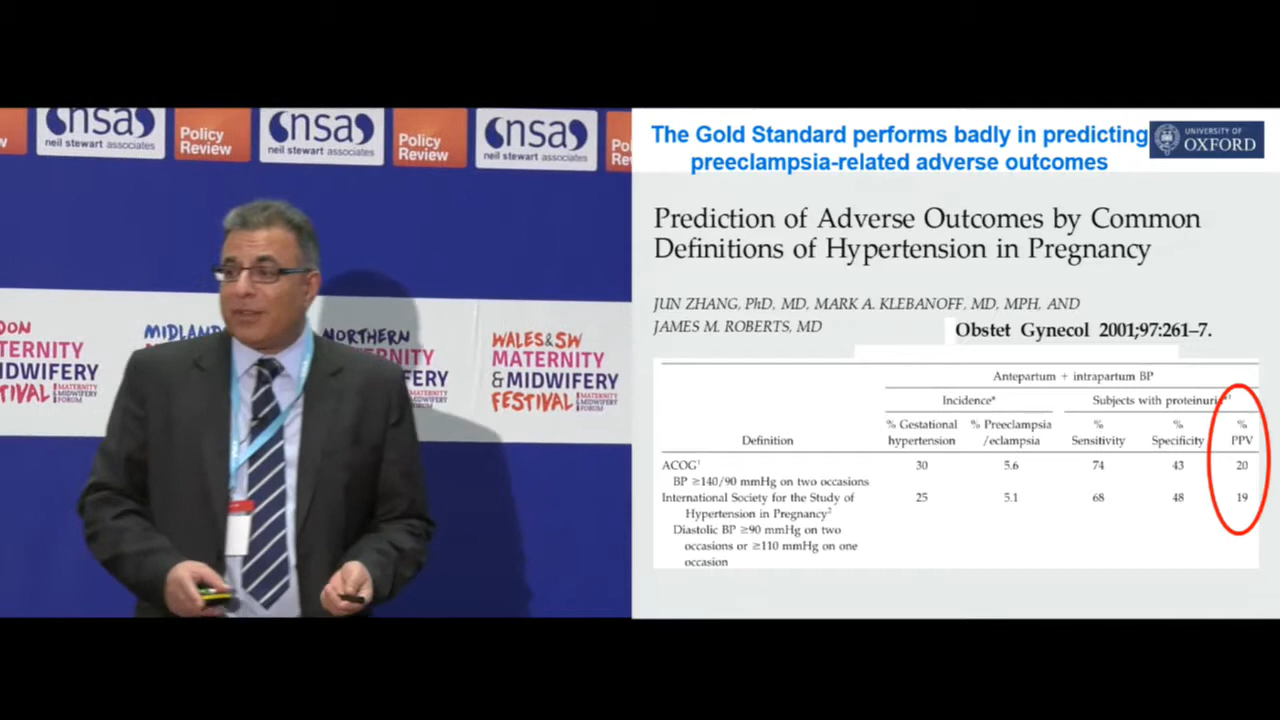 nsa
neil stewart associates
Policy
Review
nsa
neil stewart associates
Policy
Review
nsa
neil stewart associates
MIDLAND
NORTHERN
WALES & SW
MATERNITY
& MIDWIFERY
FESTIVAL
MATERNITY
& MIDWIFERY
FORUM
The Gold Standard performs badly in predicting
preeclampsia-related adverse outcomes
UNIVERSITY OF
OXFORD
Prediction of Adverse Outcomes by Common
Definitions of Hypertension in Pregnancy
JUN ZHANG, PhD, MD, MARK A. KLEBANOFF, MD, MPH, AND
JAMES M. ROBERTS, MD
Obstet Gynecol 2001;97:261–7.
Antepartum + intrapartum BP
Incidence* Subjects with proteinuria*†
% Gestational % Preeclampsia % % %
Definition hypertension /eclampsia Sensitivity Specificity PPV
ACOG1 30 5.6 74 43 20
BP ≥140/90 mmHg on two occasions
International Society for the Study of 25 5.1 68 48 19
Hypertension in Pregnancy2
Diastolic BP ≥90 mmHg on two
occasions or ≥110 mmHg on one
occasion